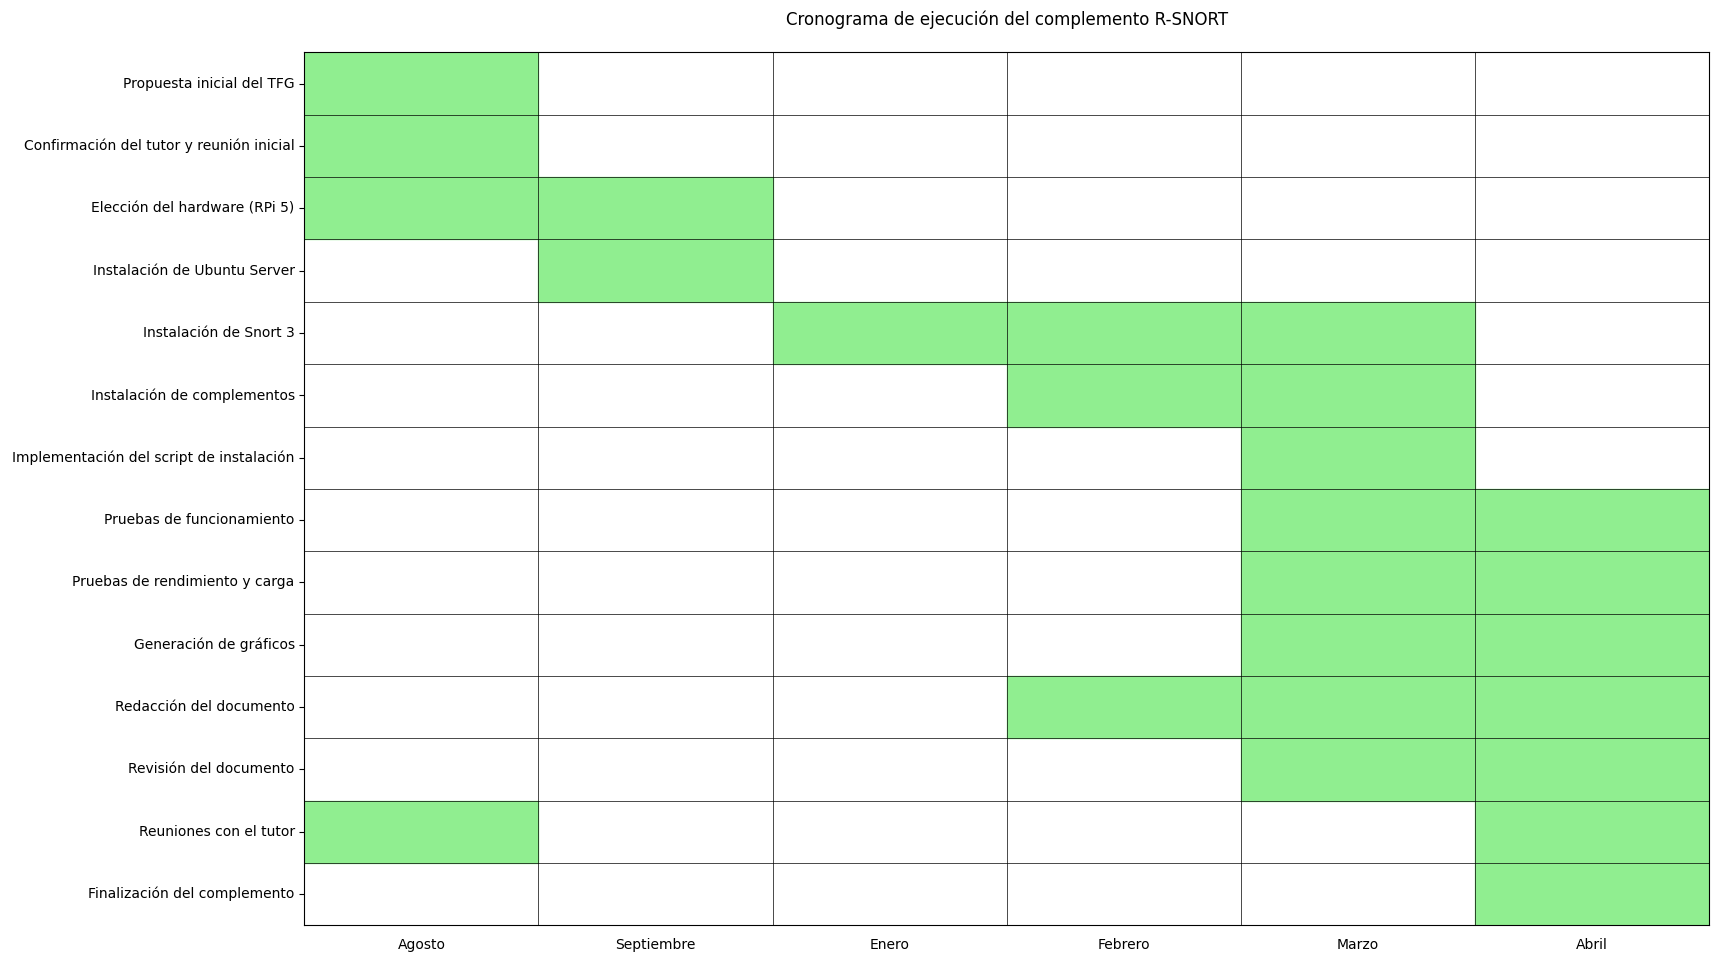 Cronograma de ejecución del complemento R-SNORT
Propuesta inicial del TFG
Confirmación del tutor y reunión inicial
Elección del hardware (RPi 5)
Instalación de Ubuntu Server
Instalación de Snort 3
Instalación de complementos
Implementación del script de instalación
Pruebas de funcionamiento
Pruebas de rendimiento y carga
Generación de gráficos
Redacción del documento
Revisión del documento
Reuniones con el tutor
Finalización del complemento
Agosto Septiembre Enero Febrero Marzo Abril